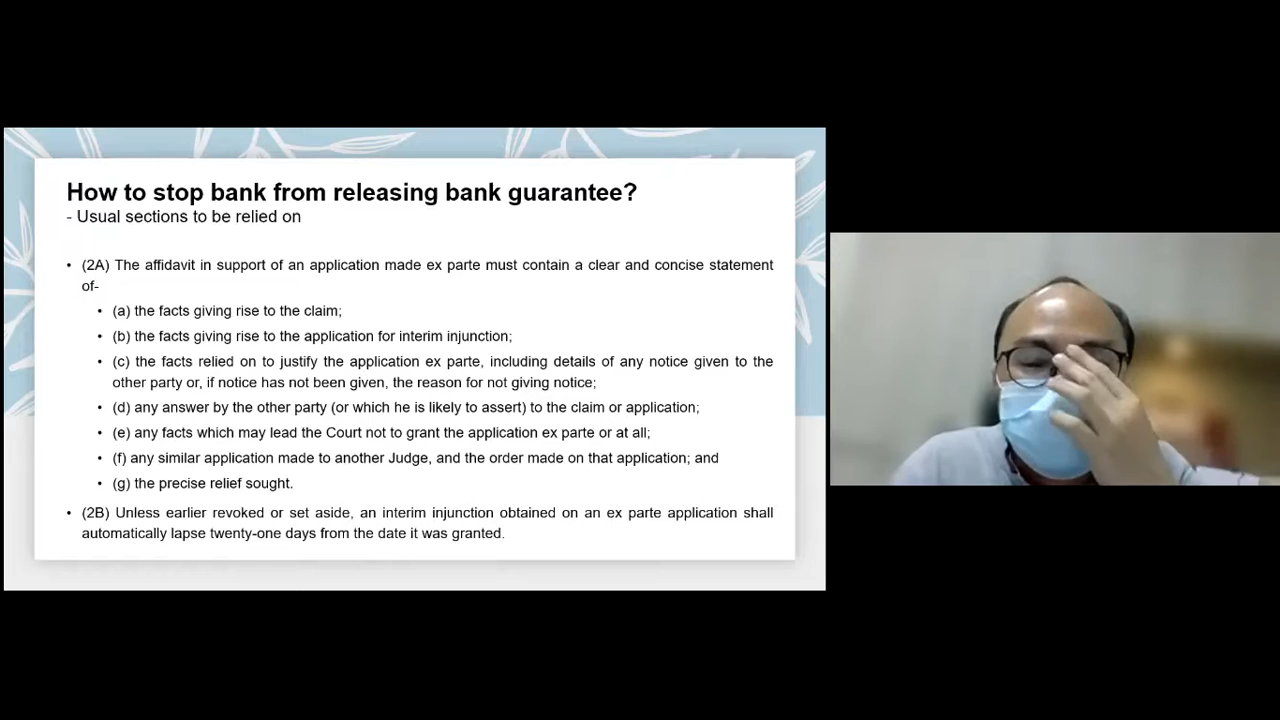 How to stop bank from releasing bank guarantee?
- Usual sections to be relied on
• (2A) The affidavit in support of an application made ex parte must contain a clear and concise statement
of-
• (a) the facts giving rise to the claim;
• (b) the facts giving rise to the application for interim injunction;
• (c) the facts relied on to justify the application ex parte, including details of any notice given to the
other party or, if notice has not been given, the reason for not giving notice;
• (d) any answer by the other party (or which he is likely to assert) to the claim or application;
• (e) any facts which may lead the Court not to grant the application ex parte or at all;
• (f) any similar application made to another Judge, and the order made on that application; and
• (g) the precise relief sought.
• (2B) Unless earlier revoked or set aside, an interim injunction obtained on an ex parte application shall
automatically lapse twenty-one days from the date it was granted.